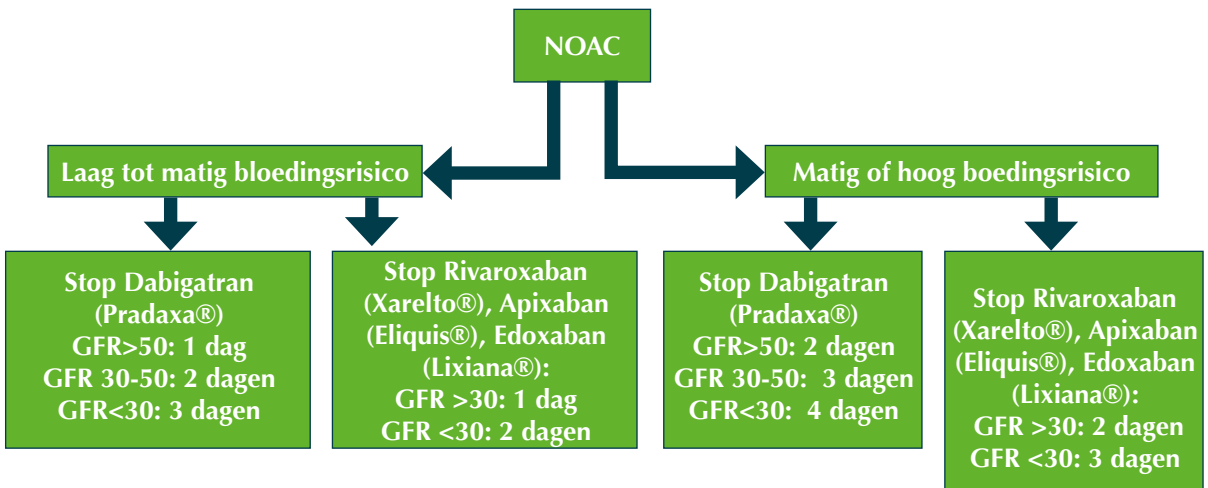 NOAC
Laag tot matig bloedingsrisico
Matig of hoog boedingsrisico
Stop Dabigatran
(Pradaxa®)
GFR>50: 1 dag
GFR 30-50: 2 dagen
GFR<30: 3 dagen
Stop Rivaroxaban
(Xarelto®), Apixaban
(Eliquis®), Edoxaban
(Lixiana®):
GFR >30: 1 dag
GFR <30: 2 dagen
Stop Dabigatran
(Pradaxa®)
GFR>50: 2 dagen
GFR 30-50: 3 dagen
GFR<30: 4 dagen
Stop Rivaroxaban
(Xarelto®), Apixaban
(Eliquis®), Edoxaban
(Lixiana®):
GFR >30: 2 dagen
GFR <30: 3 dagen